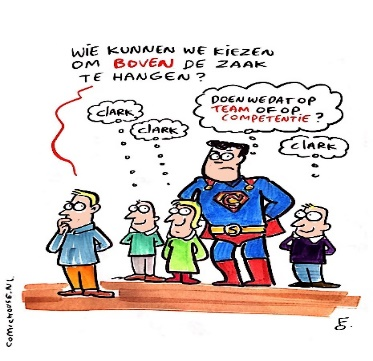 WIE KUNNEN WE KIEZEN
OM BOVEN DE ZAAK
TE HANGEN?
CLARK
CLARK
DOEN WE DAT OP
TEAM OF OP
COMPETENTIE?
CLARK
C
COMICHOUSE.NL